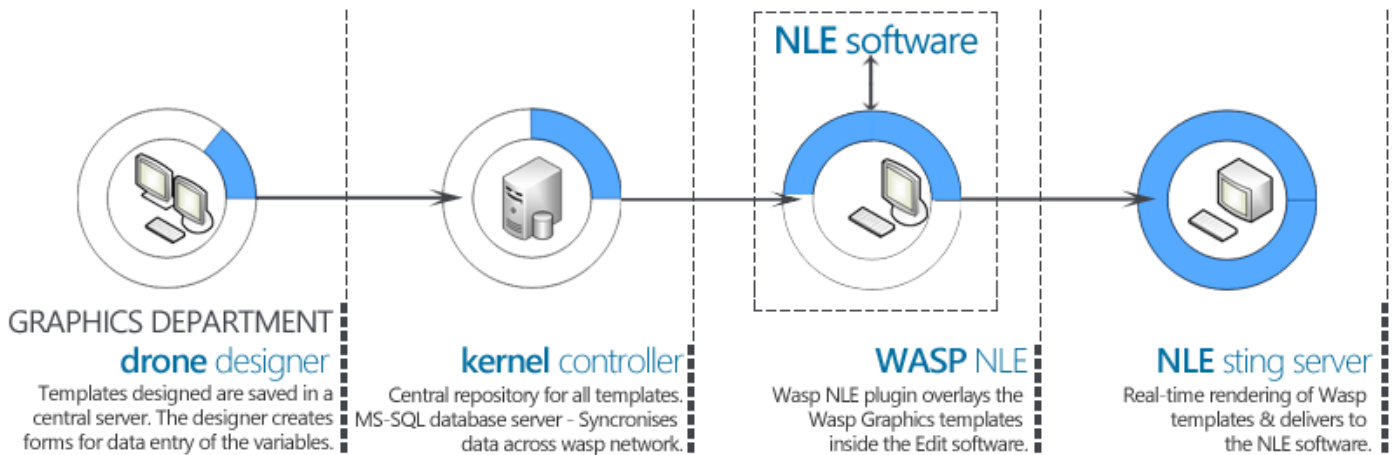 NLE software
GRAPHICS DEPARTMENT
drone designer
Templates designed are saved in a
central server. The designer creates
forms for data entry of the variables.
kernel controller
Central repository for all templates.
MS-SQL database server - Syncronises
data across wasp network.
WASP NLE
Wasp NLE plugin overlays the
Wasp Graphics templates
inside the Edit software.
NLE sting server
Real-time rendering of Wasp
templates & delivers to
the NLE software.